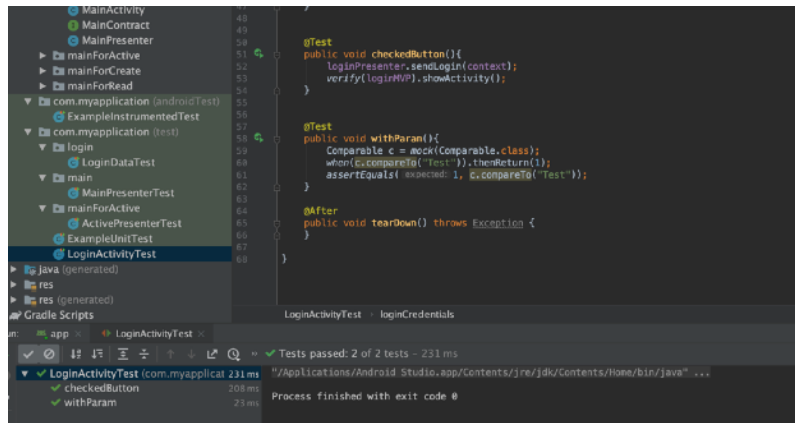 MainActivity
MainContract
MainPresenter
mainForActive
mainForCreate
mainForRead
com.myapplication (androidTest)
ExampleInstrumentedTest
com.myapplication (test)
login
LoginDataTest
main
MainPresenterTest
mainForActive
ActivePresenterTest
ExampleUnitTest
LoginActivityTest
java (generated)
res
res (generated)
Gradle Scripts
48
49
50 @Test
51 public void checkedButton(){
52 loginPresenter.sendLogin(context);
53 verify(loginMVP).showActivity();
54 }
55
56
57 @Test
58 public void withParam(){
59 Comparable c = mock(Comparable.class);
60 when(c.compareTo("Test")).thenReturn(1);
61 assertEquals( expected: 1, c.compareTo("Test"));
62 }
63
64 @After
65 public void tearDown() throws Exception {
66 }
67
68 }
LoginActivityTest › loginCredentials
un: app × LoginActivityTest ×
» Tests passed: 2 of 2 tests – 231 ms
LoginActivityTest (com.myapplicat 231 ms
checkedButton 208 ms
withParam 23 ms
"/Applications/Android Studio.app/Contents/jre/jdk/Contents/Home/bin/java" ...
Process finished with exit code 0